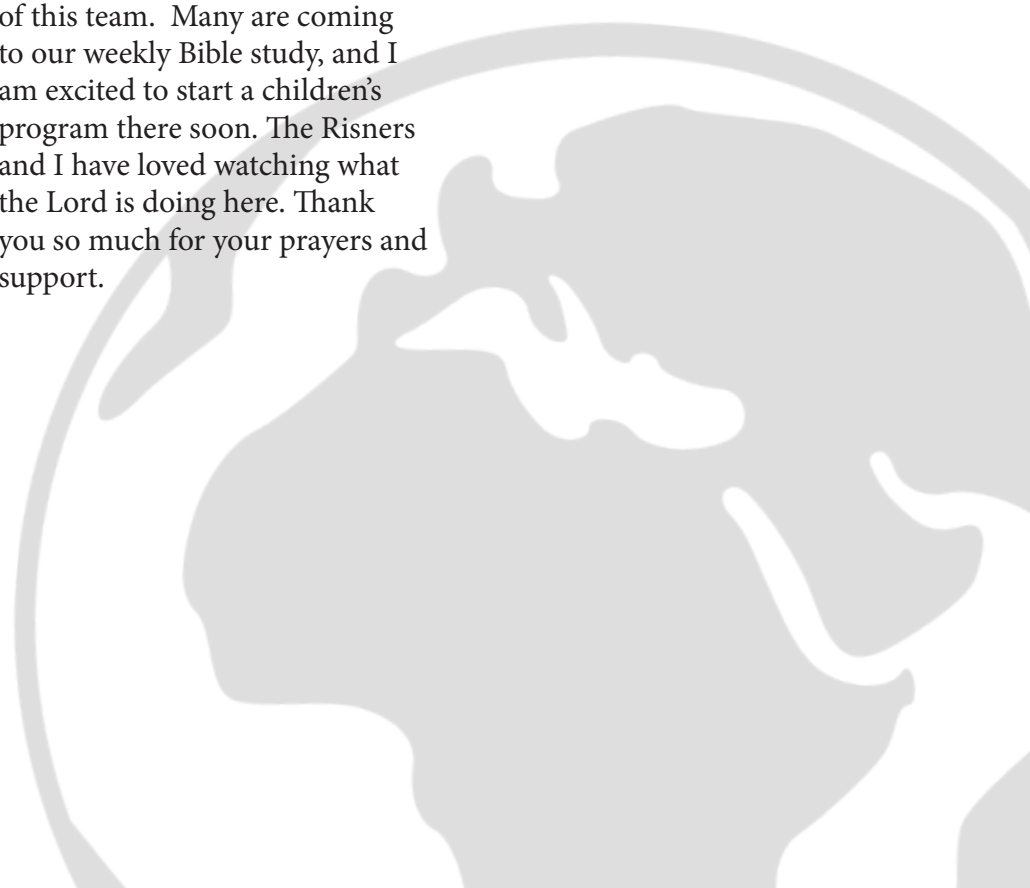 of this team.  Many are coming
to our weekly Bible study, and I
am excited to start a children’s
program there soon. The Risners
and I have loved watching what
the Lord is doing here. Thank
you so much for your prayers and
support.